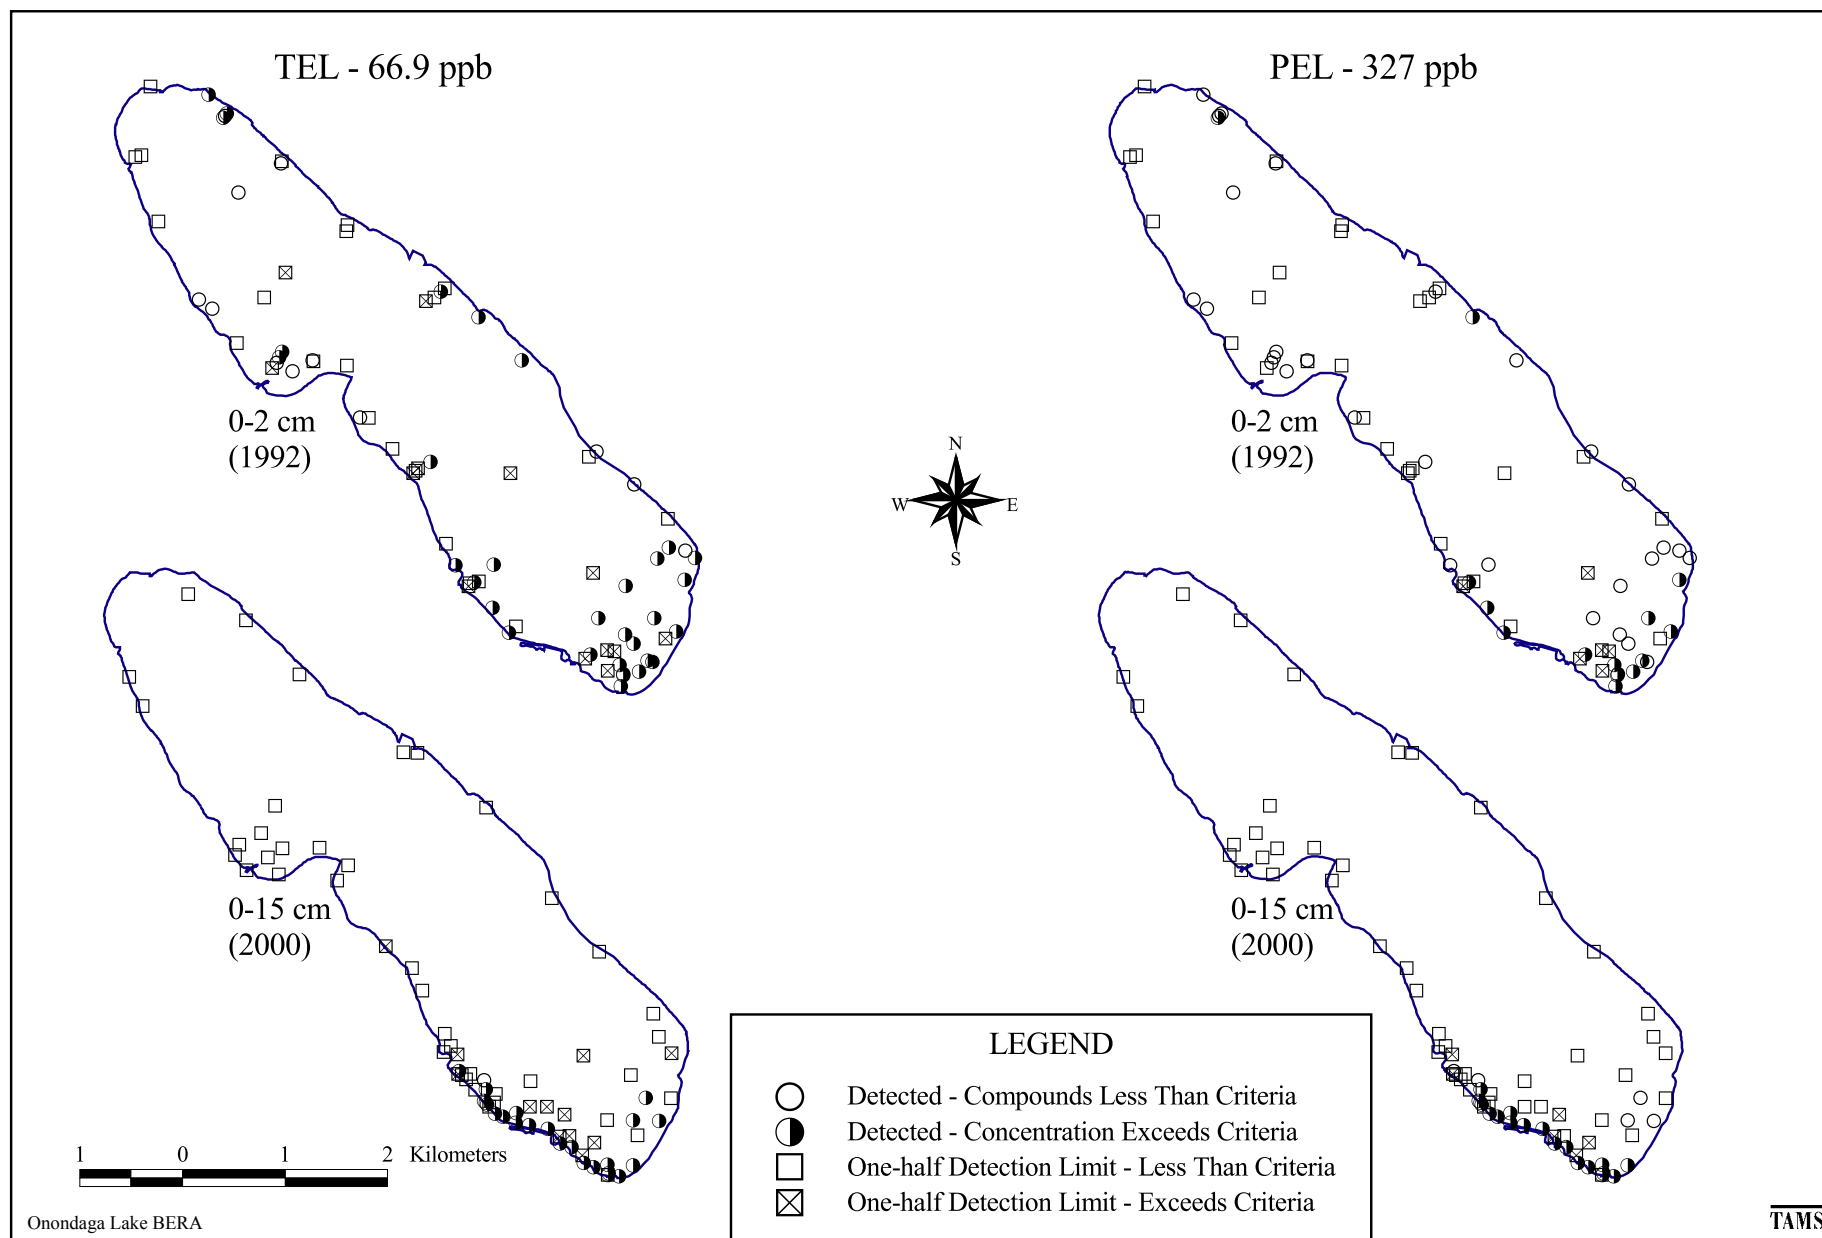 TEL - 66.9 ppb
PEL - 327 ppb
0-2 cm
(1992)
0-2 cm
(1992)
N
W
E
S
0-15 cm
(2000)
0-15 cm
(2000)
LEGEND
Detected - Compounds Less Than Criteria
Detected - Concentration Exceeds Criteria
One-half Detection Limit - Less Than Criteria
One-half Detection Limit - Exceeds Criteria
1 0 1 2 Kilometers
Onondaga Lake BERA
TAMS